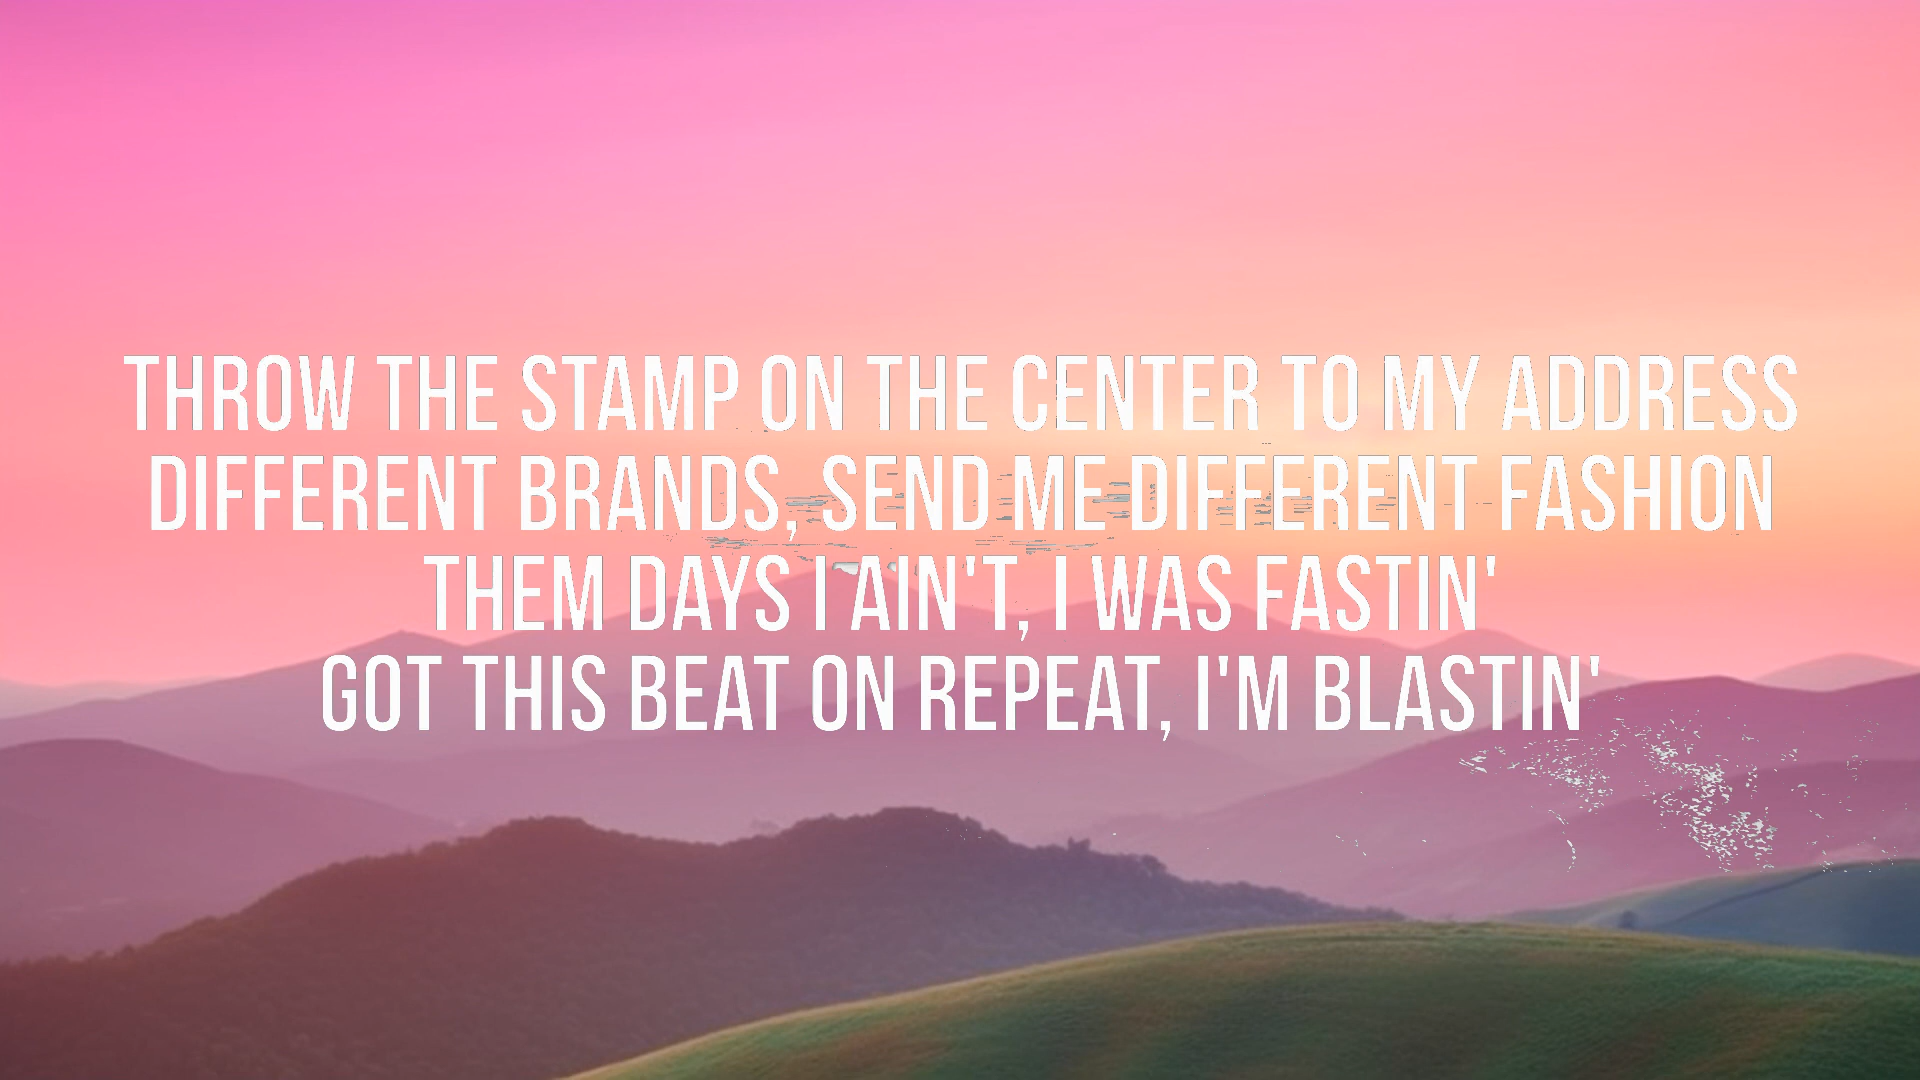 THROW THE STAMP ON THE CENTER TO MY ADDRESS
DIFFERENT BRANDS, SEND ME DIFFERENT FASHION
THEM DAYS I AIN'T, I WAS FASTIN'
GOT THIS BEAT ON REPEAT, I'M BLASTIN'